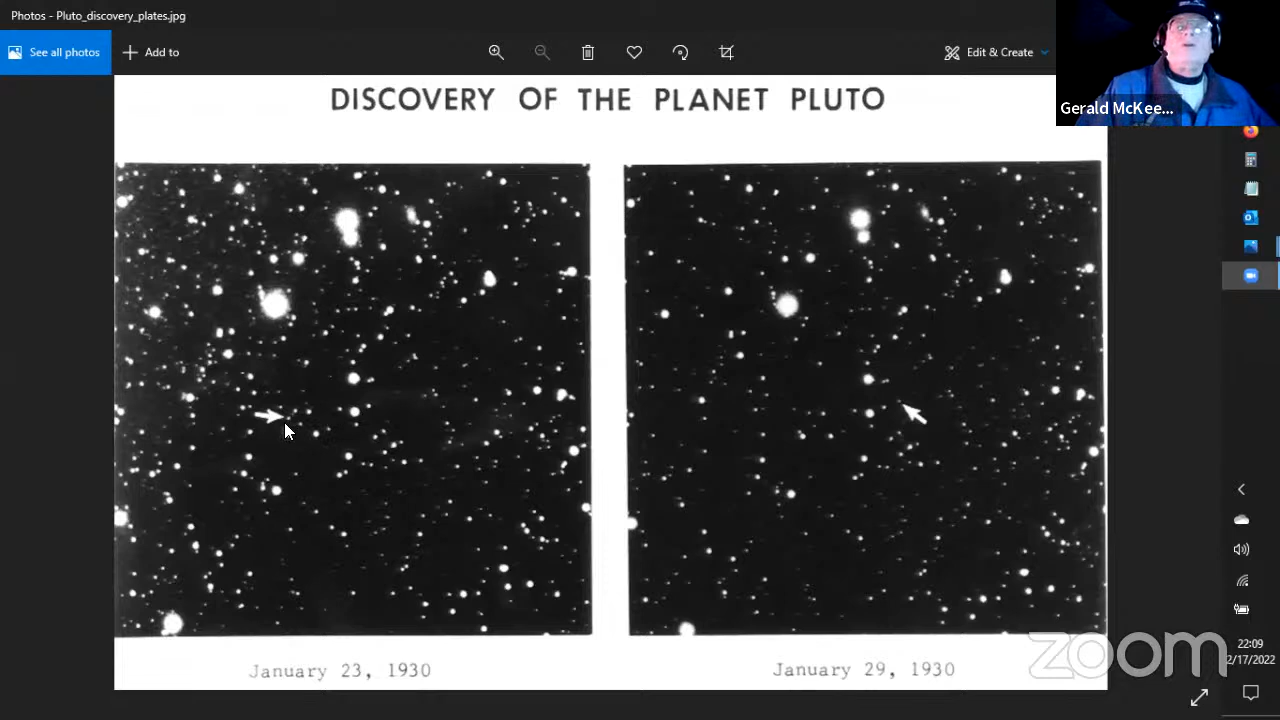 Photos - Pluto_discovery_plates.jpg
See all photos
Add to
Edit & Create
Gerald McKee...
DISCOVERY OF THE PLANET PLUTO
January 23, 1930
January 29, 1930
zoom
22:09
2/17/2022